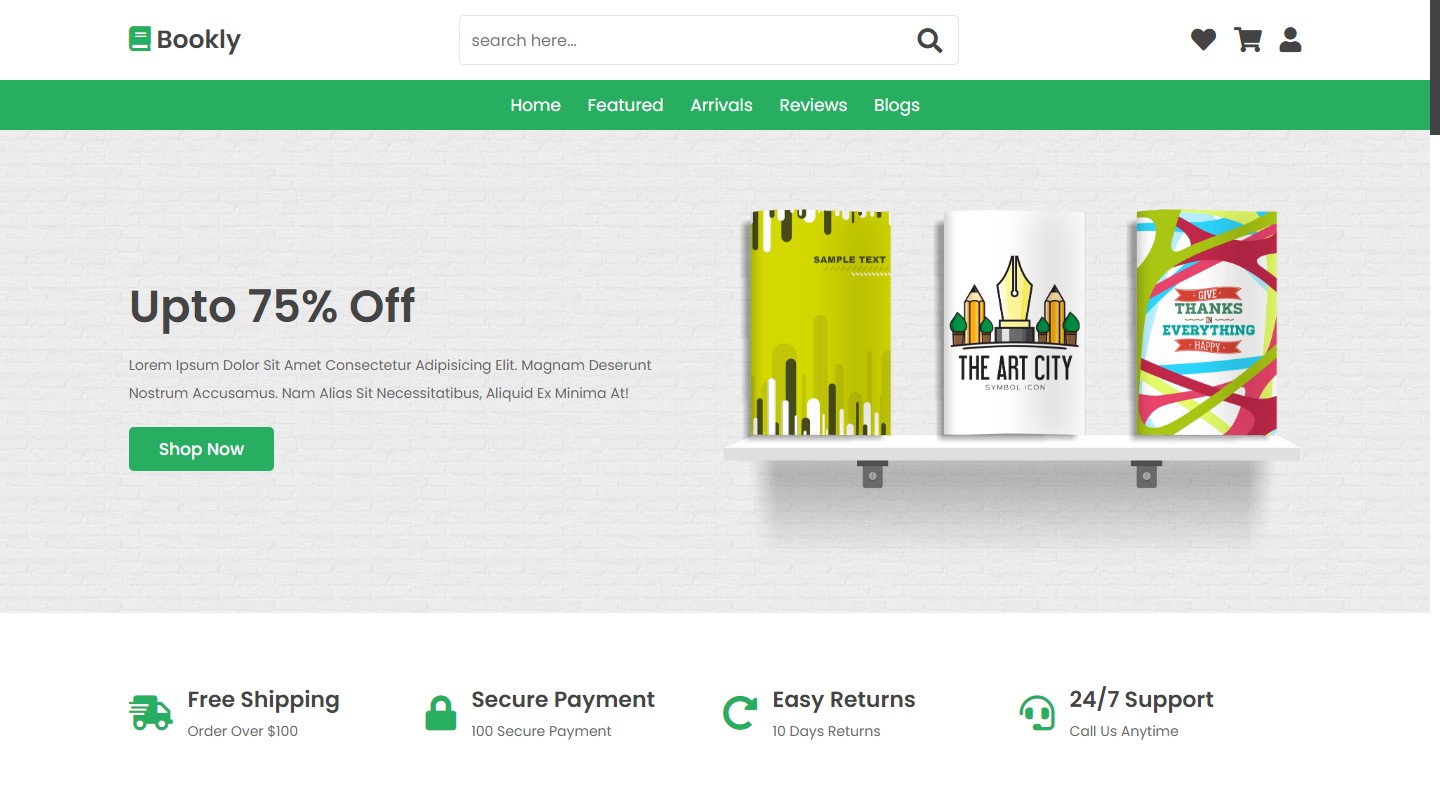 Bookly
search here...
Home Featured Arrivals Reviews Blogs
Upto 75% Off
Lorem Ipsum Dolor Sit Amet Consectetur Adipisicing Elit. Magnam Deserunt
Nostrum Accusamus. Nam Alias Sit Necessitatibus, Aliquid Ex Minima At!
Shop Now
SAMPLE TEXT
THE ART CITY
SYMBOL ICON
GIVE
THANKS
IN
EVERYTHING
HAPPY
Free Shipping
Order Over $100
Secure Payment
100 Secure Payment
Easy Returns
10 Days Returns
24/7 Support
Call Us Anytime